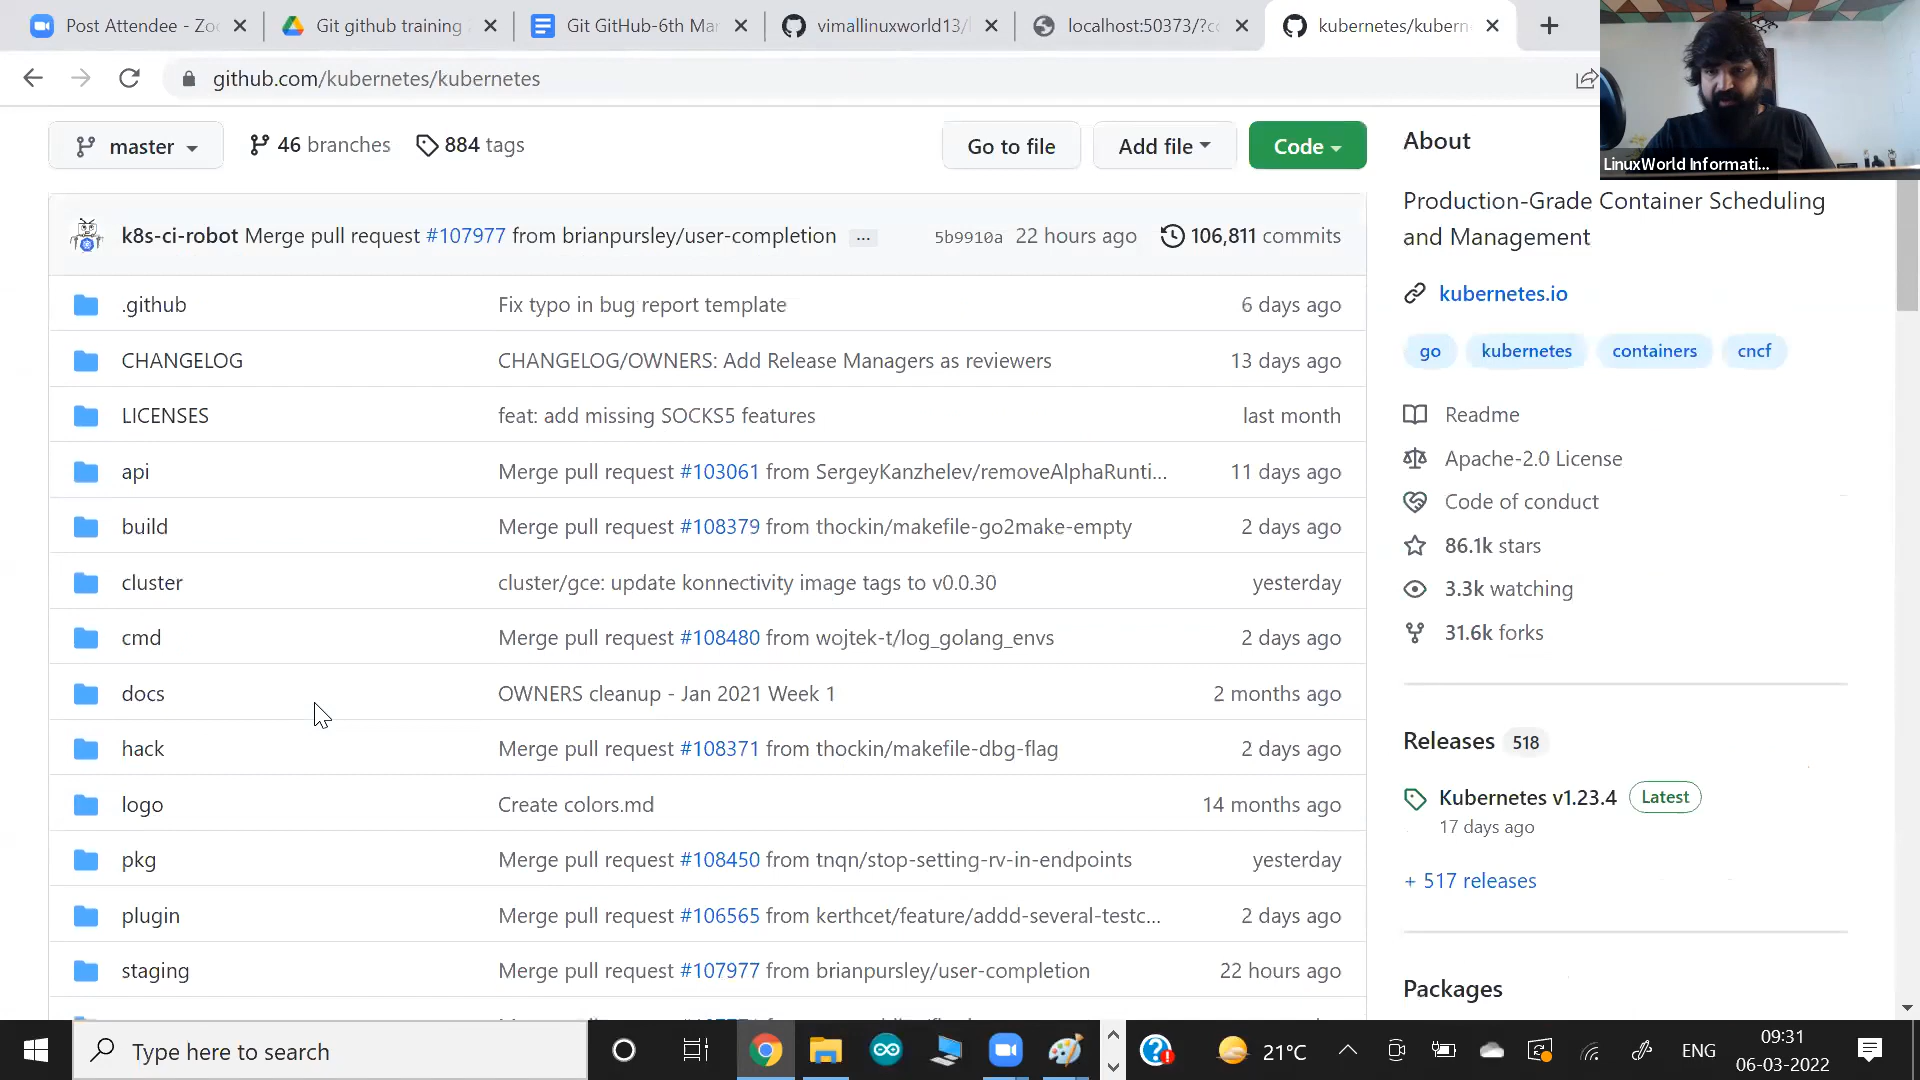 Post Attendee - Zoo
Git github training
Git GitHub-6th Mar
vimallinuxworld13/
localhost:50373/?co
kubernetes/kubern
github.com/kubernetes/kubernetes
LinuxWorld Informati...
master
46 branches
884 tags
Go to file
Add file
Code
k8s-ci-robot Merge pull request #107977 from brianpursley/user-completion ...
5b9910a 22 hours ago
106,811 commits
.github Fix typo in bug report template 6 days ago
CHANGELOG CHANGELOG/OWNERS: Add Release Managers as reviewers 13 days ago
LICENSES feat: add missing SOCKS5 features last month
api Merge pull request #103061 from SergeyKanzhelev/removeAlphaRunti... 11 days ago
build Merge pull request #108379 from thockin/makefile-go2make-empty 2 days ago
cluster cluster/gce: update konnectivity image tags to v0.0.30 yesterday
cmd Merge pull request #108480 from wojtek-t/log_golang_envs 2 days ago
docs OWNERS cleanup - Jan 2021 Week 1 2 months ago
hack Merge pull request #108371 from thockin/makefile-dbg-flag 2 days ago
logo Create colors.md 14 months ago
pkg Merge pull request #108450 from tnqn/stop-setting-rv-in-endpoints yesterday
plugin Merge pull request #106565 from kerthcet/feature/addd-several-testc... 2 days ago
staging Merge pull request #107977 from brianpursley/user-completion 22 hours ago
About
Production-Grade Container Scheduling
and Management
kubernetes.io
go kubernetes containers cncf
Readme
Apache-2.0 License
Code of conduct
86.1k stars
3.3k watching
31.6k forks
Releases 518
Kubernetes v1.23.4 Latest
17 days ago
+ 517 releases
Packages
Type here to search
21°C
ENG
09:31
06-03-2022